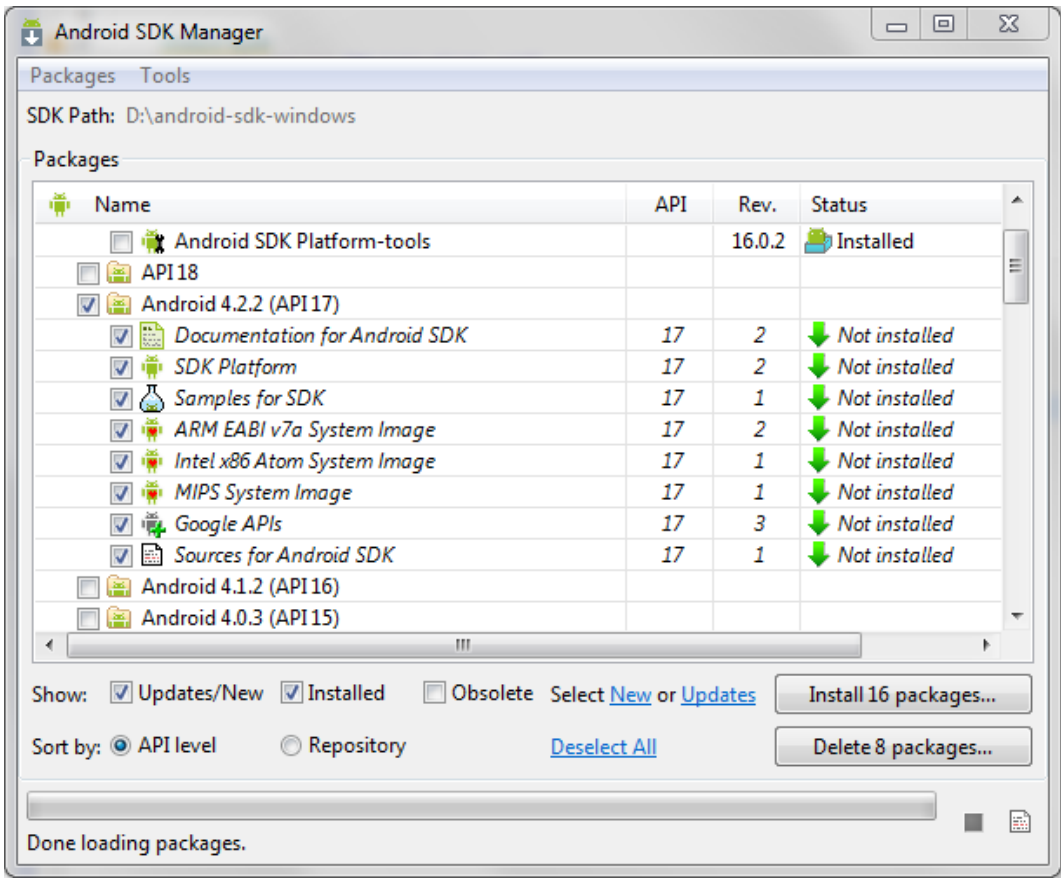 Android SDK Manager
Packages Tools
SDK Path: D:\android-sdk-windows
Packages
Name API Rev. Status
Android SDK Platform-tools 16.0.2 Installed
API 18
Android 4.2.2 (API 17)
Documentation for Android SDK 17 2 Not installed
SDK Platform 17 2 Not installed
Samples for SDK 17 1 Not installed
ARM EABI v7a System Image 17 2 Not installed
Intel x86 Atom System Image 17 1 Not installed
MIPS System Image 17 1 Not installed
Google APIs 17 3 Not installed
Sources for Android SDK 17 1 Not installed
Android 4.1.2 (API 16)
Android 4.0.3 (API 15)
Show: Updates/New Installed Obsolete Select New or Updates Install 16 packages...
Sort by: API level Repository Deselect All Delete 8 packages...
Done loading packages.